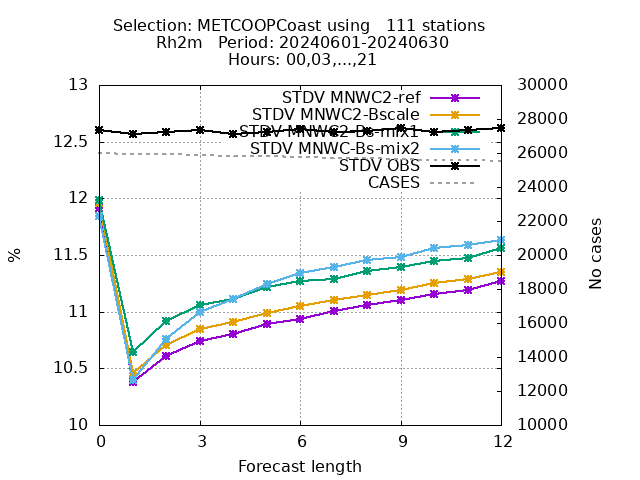 Selection: METCOOPCoast using   111 stations
Rh2m   Period: 20240601-20240630
Hours: 00,03,...,21
STDV MNWC2-ref
STDV MNWC2-Bscale
STDV MNWC2-Bs-mix1
STDV MNWC-Bs-mix2
STDV OBS
CASES
%
13
12.5
12
11.5
11
10.5
10
30000
28000
26000
24000
22000
20000
18000
16000
14000
12000
10000
No cases
0 3 6 9 12
Forecast length